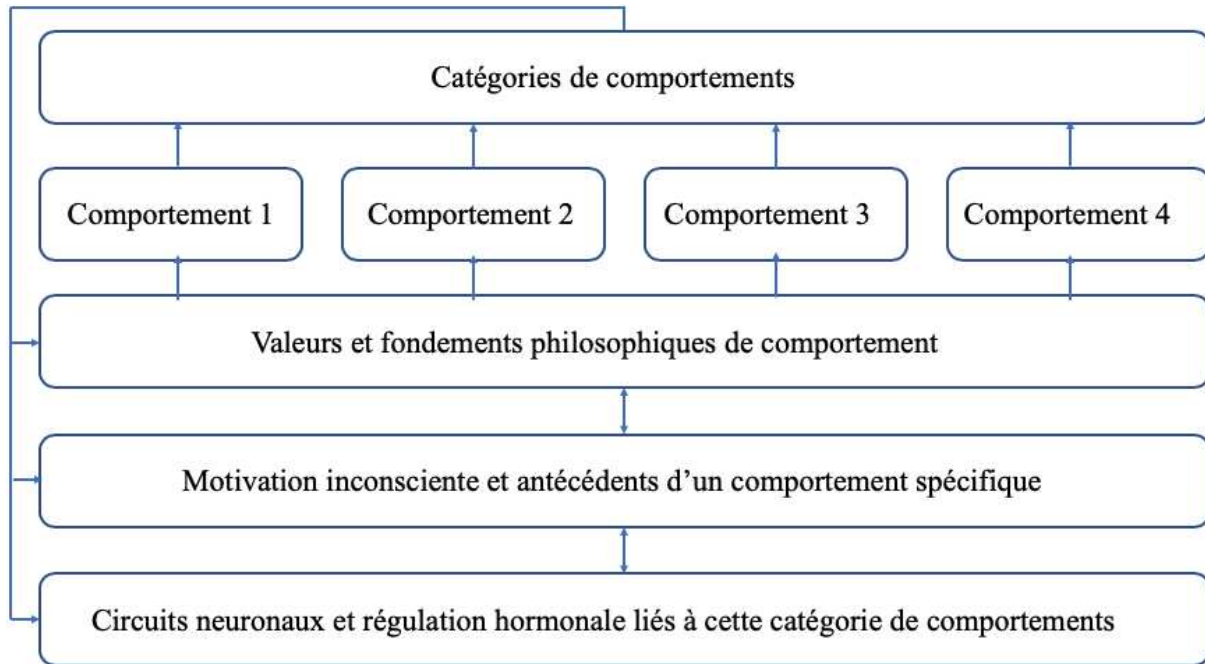 Catégories de comportements
Comportement 1
Comportement 2
Comportement 3
Comportement 4
Valeurs et fondements philosophiques de comportement
Motivation inconsciente et antécédents d’un comportement spécifique
Circuits neuronaux et régulation hormonale liés à cette catégorie de comportements